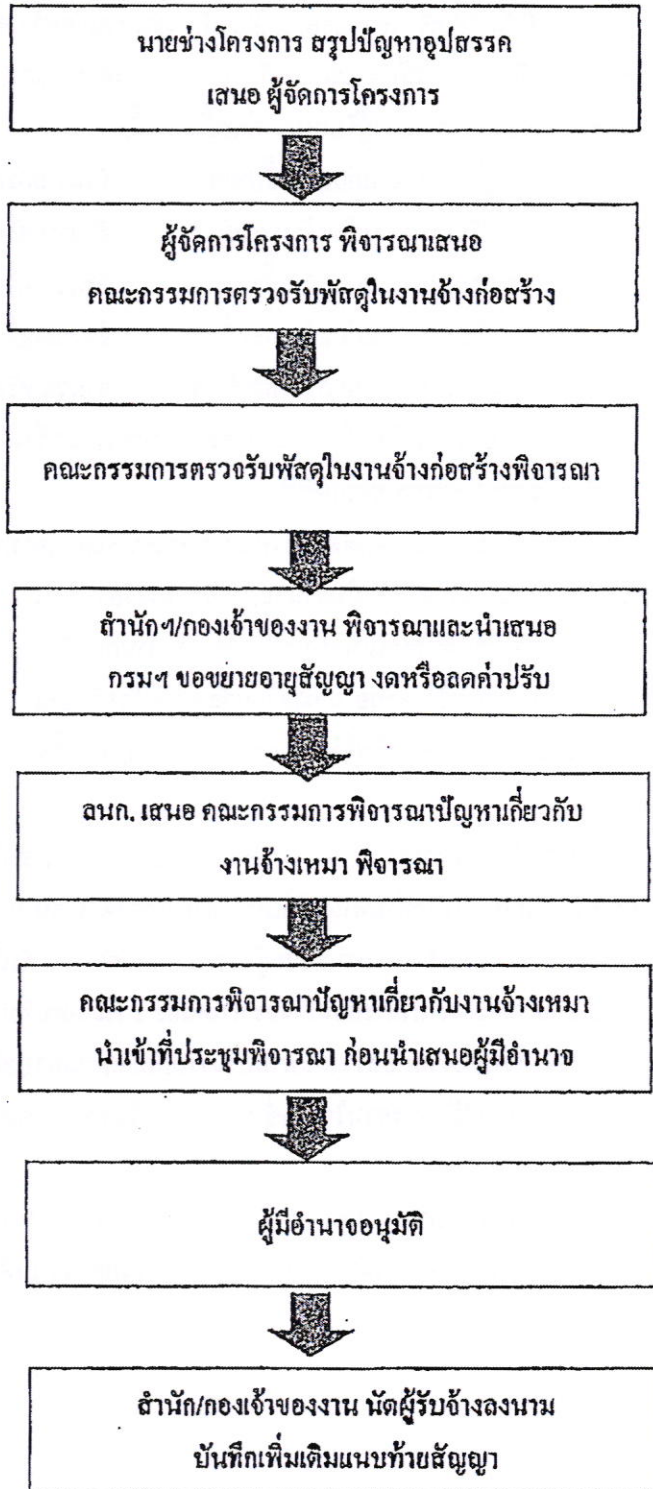 นายช่างโครงการ สรุปปัญหาอุปสรรค
เสนอ ผู้จัดการโครงการ
ผู้จัดการโครงการ พิจารณาเสนอ
คณะกรรมการตรวจรับพัสดุในงานจ้างก่อสร้าง
คณะกรรมการตรวจรับพัสดุในงานจ้างก่อสร้างพิจารณา
สำนักฯ/กองเจ้าของงาน พิจารณาและนำเสนอ
กรมฯ ขอขยายอายุสัญญา งดหรือลดค่าปรับ
ลนก. เสนอ คณะกรรมการพิจารณาปัญหาเกี่ยวกับ
งานจ้างเหมา พิจารณา
คณะกรรมการพิจารณาปัญหาเกี่ยวกับงานจ้างเหมา
นำเข้าที่ประชุมพิจารณา ก่อนนำเสนอผู้มีอำนาจ
ผู้มีอำนาจอนุมัติ
สำนัก/กองเจ้าของงาน นัดผู้รับจ้างลงนาม
บันทึกเพิ่มเติมแนบท้ายสัญญา